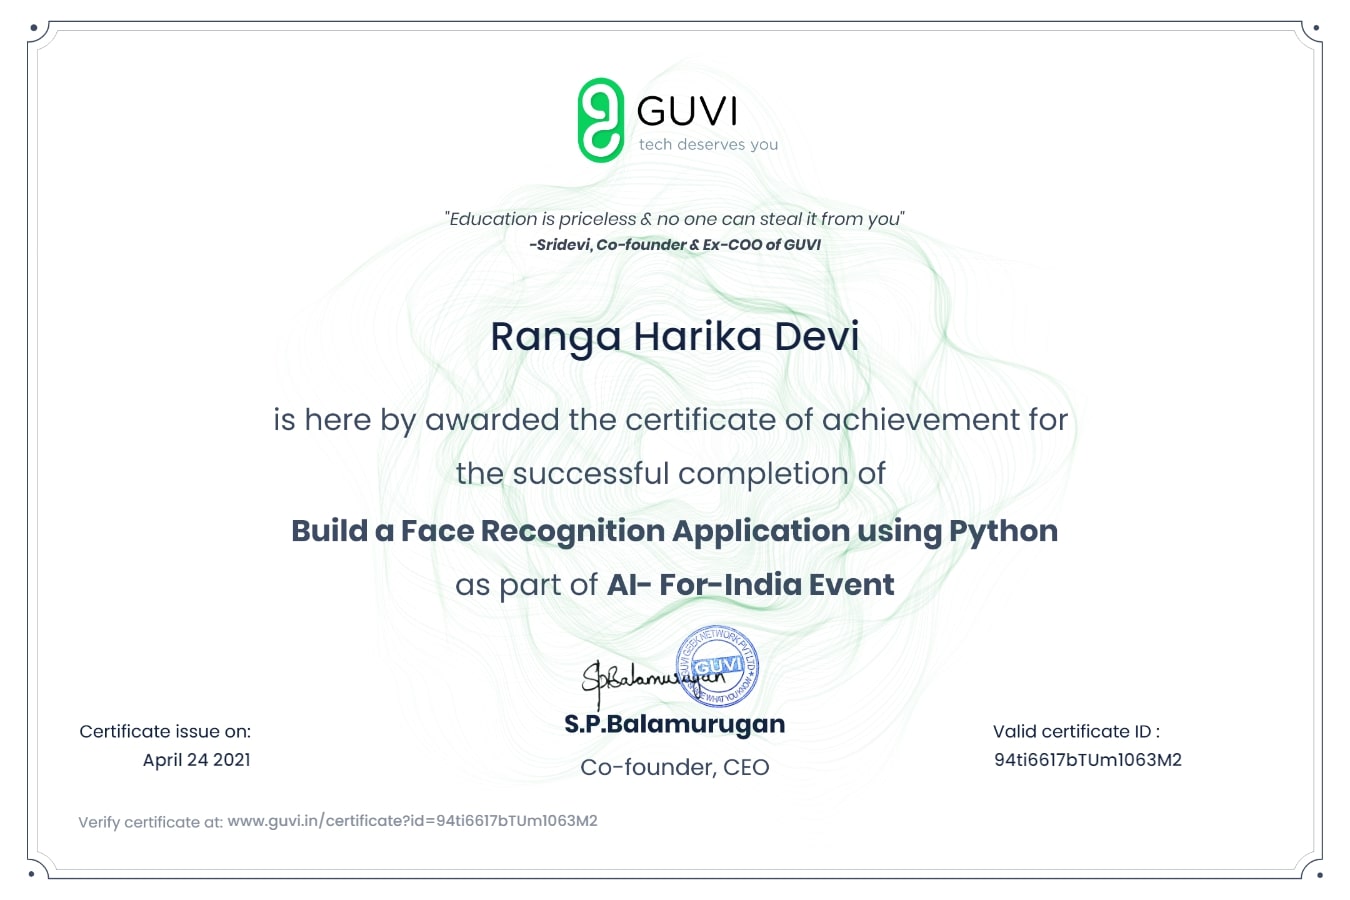 GUVI
tech deserves you
"Education is priceless & no one can steal it from you"
-Sridevi, Co-founder & Ex-COO of GUVI
Ranga Harika Devi
is here by awarded the certificate of achievement for
the successful completion of
Build a Face Recognition Application using Python
as part of AI- For-India Event
SpBalamurugan
GUVI GEEK NETWORK PVT LTD
GUVI
WHAT YOU KNOW
S.P.Balamurugan
Co-founder, CEO
Certificate issue on:
April 24 2021
Valid certificate ID :
94ti6617bTUm1063M2
Verify certificate at: www.guvi.in/certificate?id=94ti6617bTUm1063M2